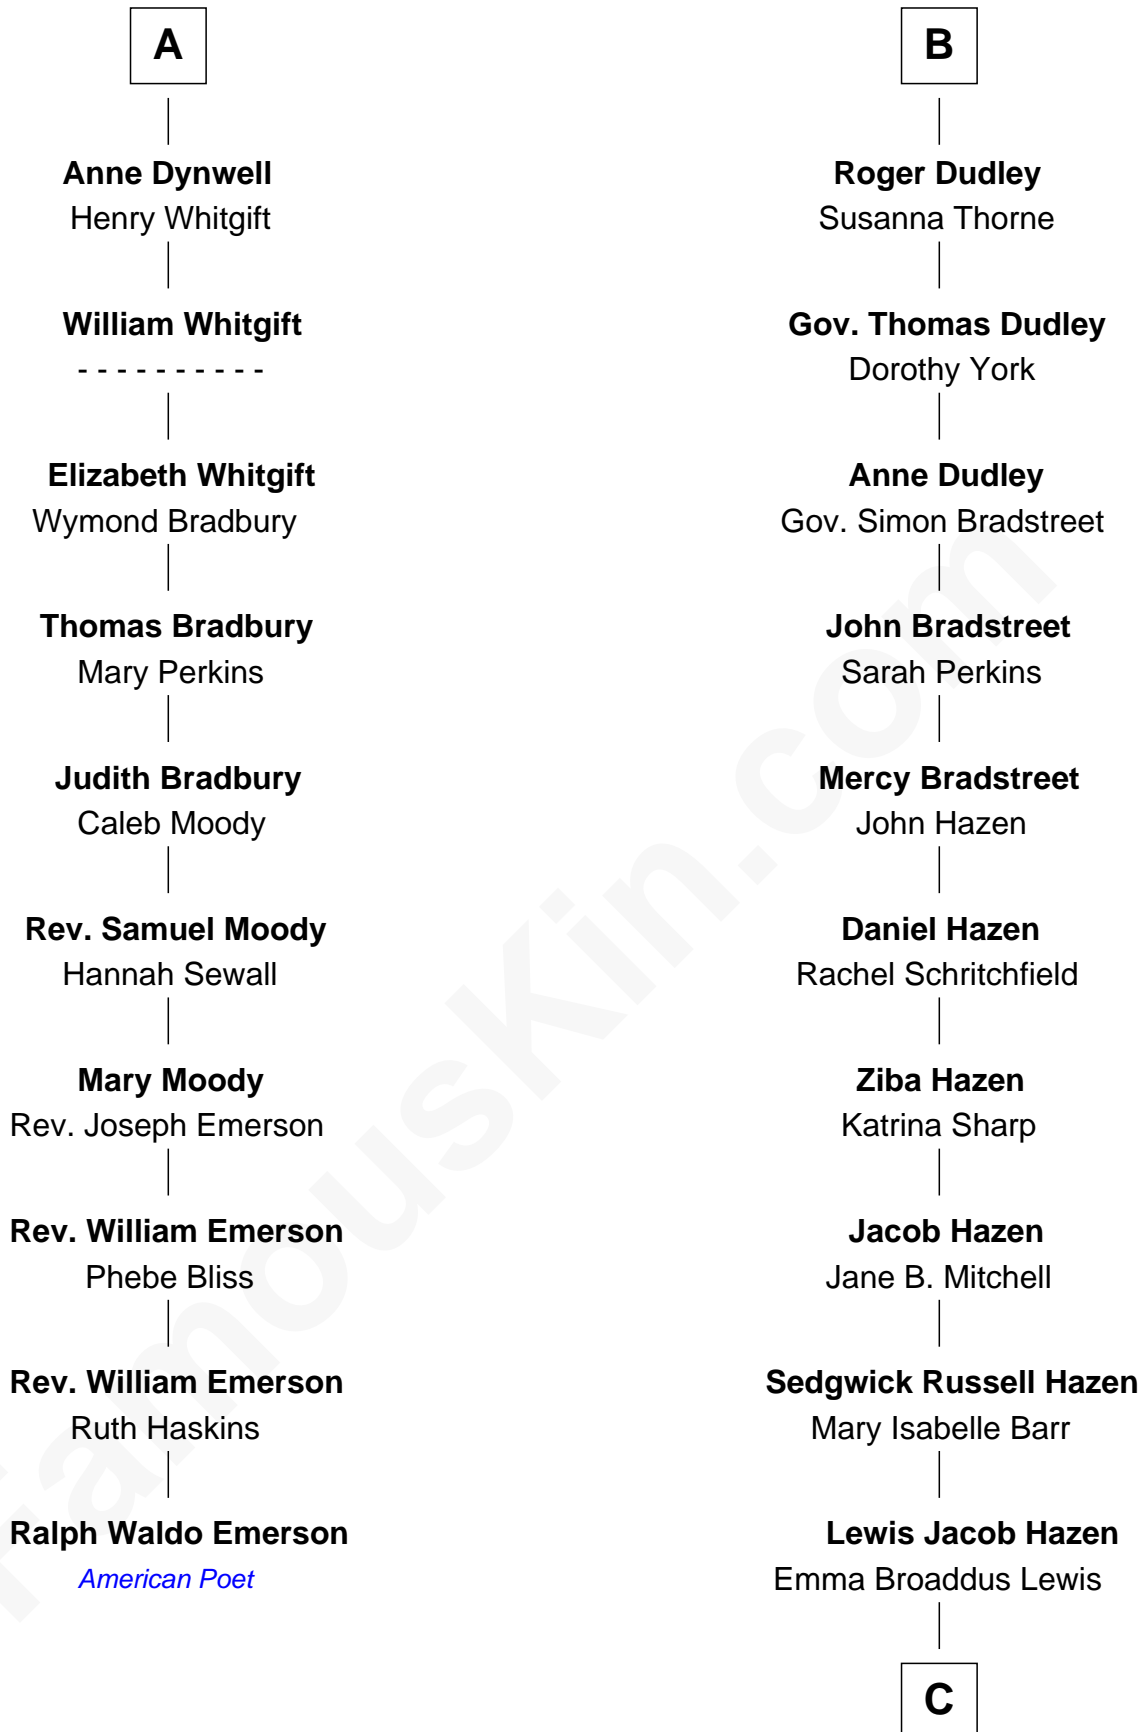 A
Anne Dynwell
Henry Whitgift
William Whitgift
- - - - - - - - - -
Elizabeth Whitgift
Wymond Bradbury
Thomas Bradbury
Mary Perkins
Judith Bradbury
Caleb Moody
Rev. Samuel Moody
Hannah Sewall
Mary Moody
Rev. Joseph Emerson
Rev. William Emerson
Phebe Bliss
Rev. William Emerson
Ruth Haskins
Ralph Waldo Emerson
American Poet
B
Roger Dudley
Susanna Thorne
Gov. Thomas Dudley
Dorothy York
Anne Dudley
Gov. Simon Bradstreet
John Bradstreet
Sarah Perkins
Mercy Bradstreet
John Hazen
Daniel Hazen
Rachel Schritchfield
Ziba Hazen
Katrina Sharp
Jacob Hazen
Jane B. Mitchell
Sedgwick Russell Hazen
Mary Isabelle Barr
Lewis Jacob Hazen
Emma Broaddus Lewis
C
FamousKin.com